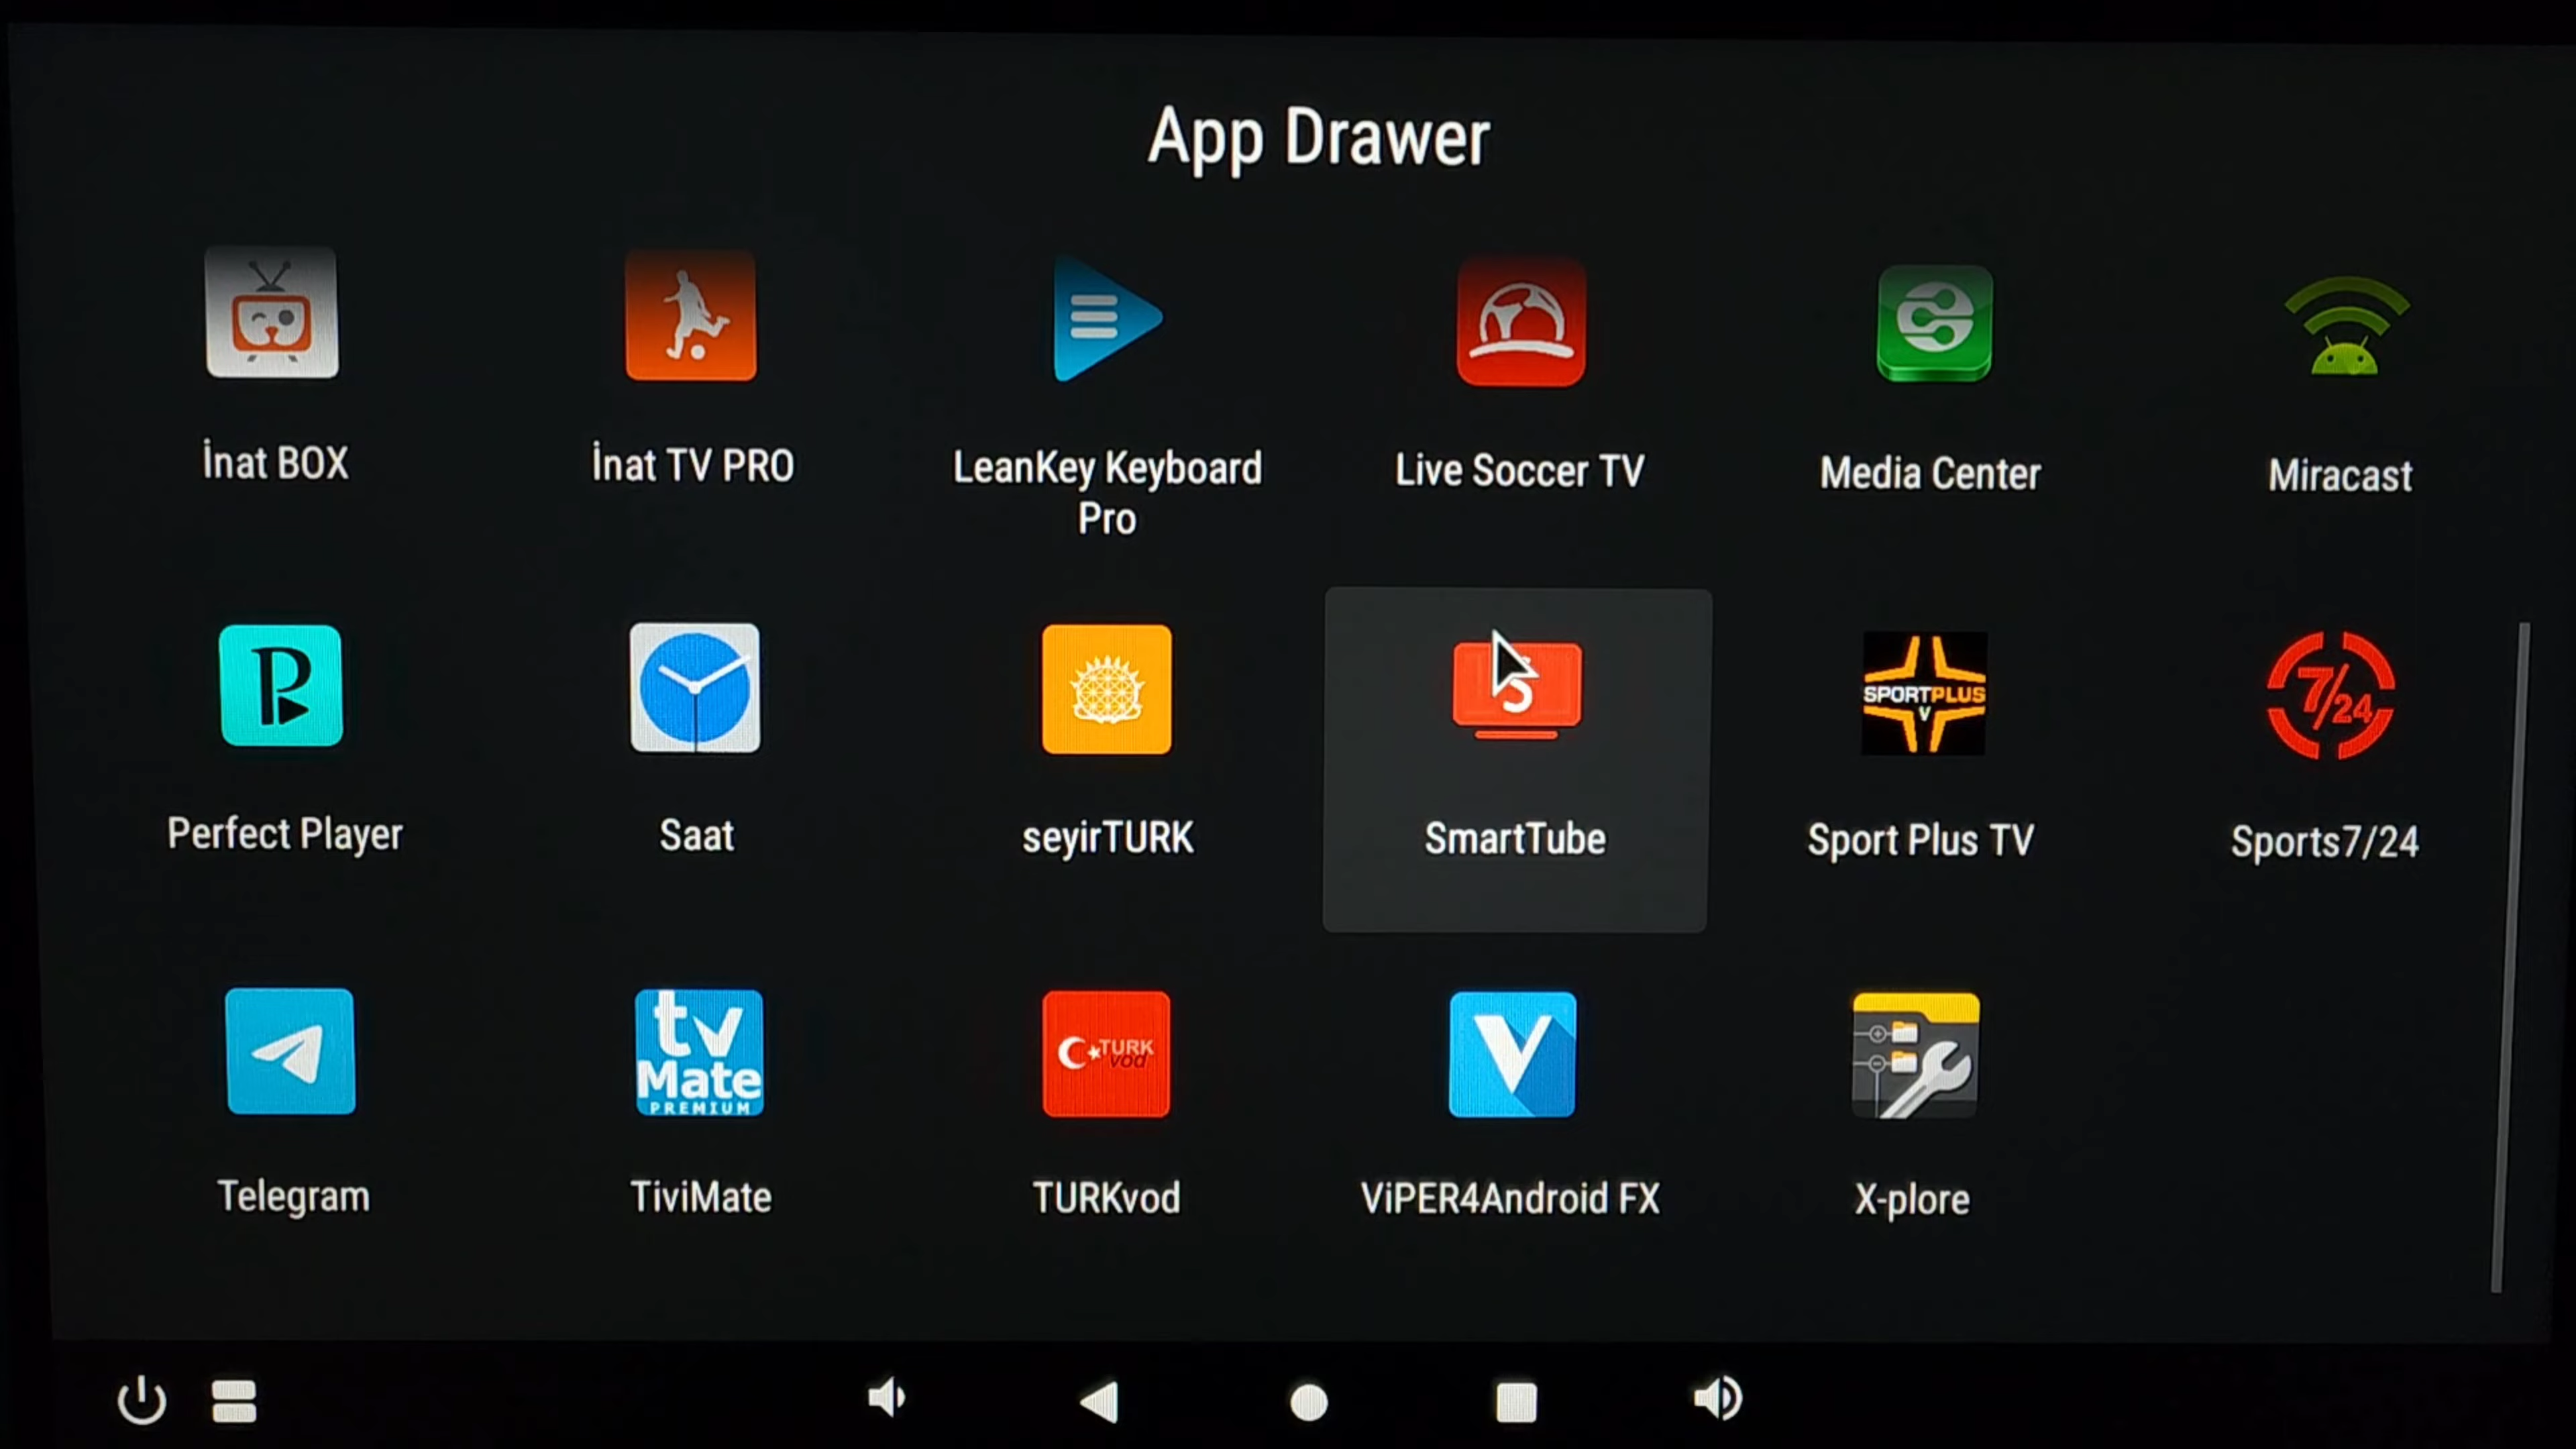 App Drawer
İnat BOX
İnat TV PRO
LeanKey Keyboard
Pro
Live Soccer TV
Media Center
Miracast
SPORTPLUS
V
7/24
Perfect Player
Saat
seyirTURK
SmartTube
Sport Plus TV
Sports7/24
tv
Mate
PREMIUM
TURK
vod
Telegram
TiviMate
TURKvod
ViPER4Android FX
X-plore